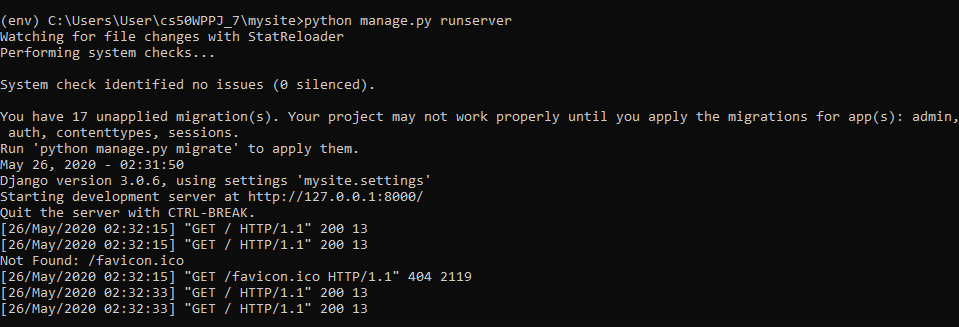 (env) C:\Users\User\cs50WPPJ_7\mysite>python manage.py runserver
Watching for file changes with StatReloader
Performing system checks...
System check identified no issues (0 silenced).
You have 17 unapplied migration(s). Your project may not work properly until you apply the migrations for app(s): admin,
auth, contenttypes, sessions.
Run 'python manage.py migrate' to apply them.
May 26, 2020 - 02:31:50
Django version 3.0.6, using settings 'mysite.settings'
Starting development server at http://127.0.0.1:8000/
Quit the server with CTRL-BREAK.
[26/May/2020 02:32:15] "GET / HTTP/1.1" 200 13
[26/May/2020 02:32:15] "GET / HTTP/1.1" 200 13
Not Found: /favicon.ico
[26/May/2020 02:32:15] "GET /favicon.ico HTTP/1.1" 404 2119
[26/May/2020 02:32:33] "GET / HTTP/1.1" 200 13
[26/May/2020 02:32:33] "GET / HTTP/1.1" 200 13